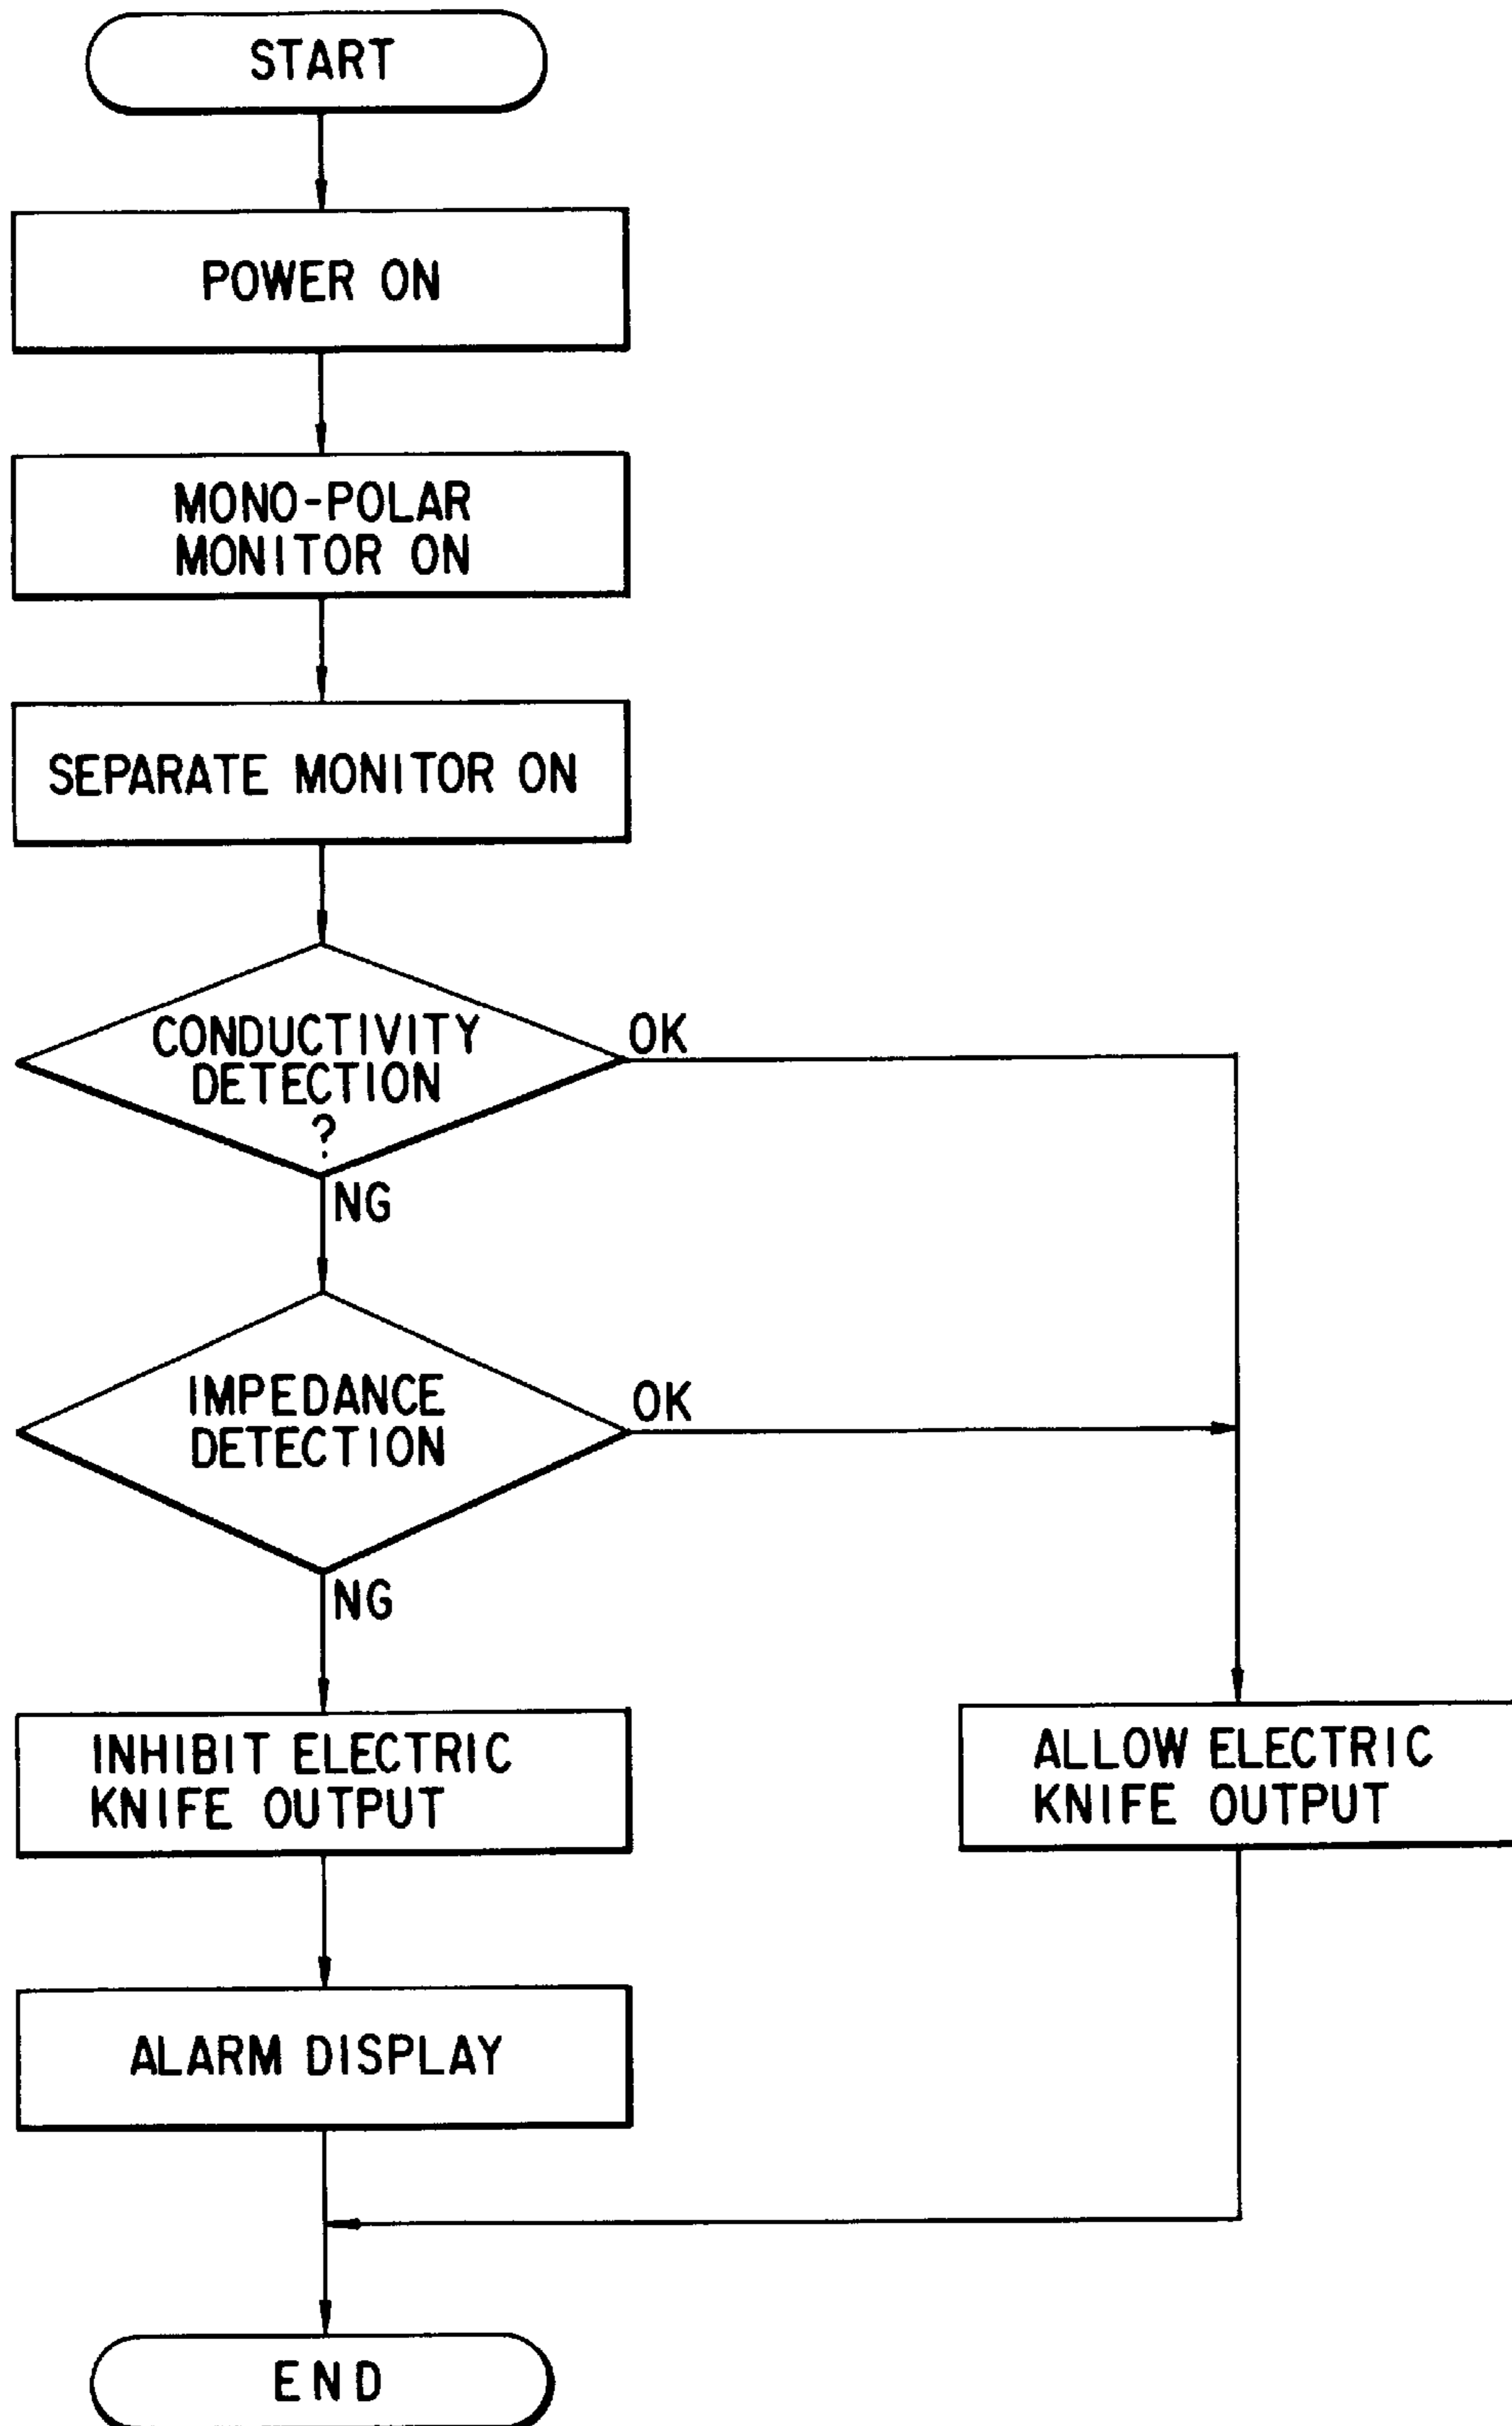 START
POWER ON
MONO-POLAR
MONITOR ON
SEPARATE MONITOR ON
CONDUCTIVITY
DETECTION
?
OK
NG
IMPEDANCE
DETECTION
OK
NG
INHIBIT ELECTRIC
KNIFE OUTPUT
ALLOW ELECTRIC
KNIFE OUTPUT
ALARM DISPLAY
END